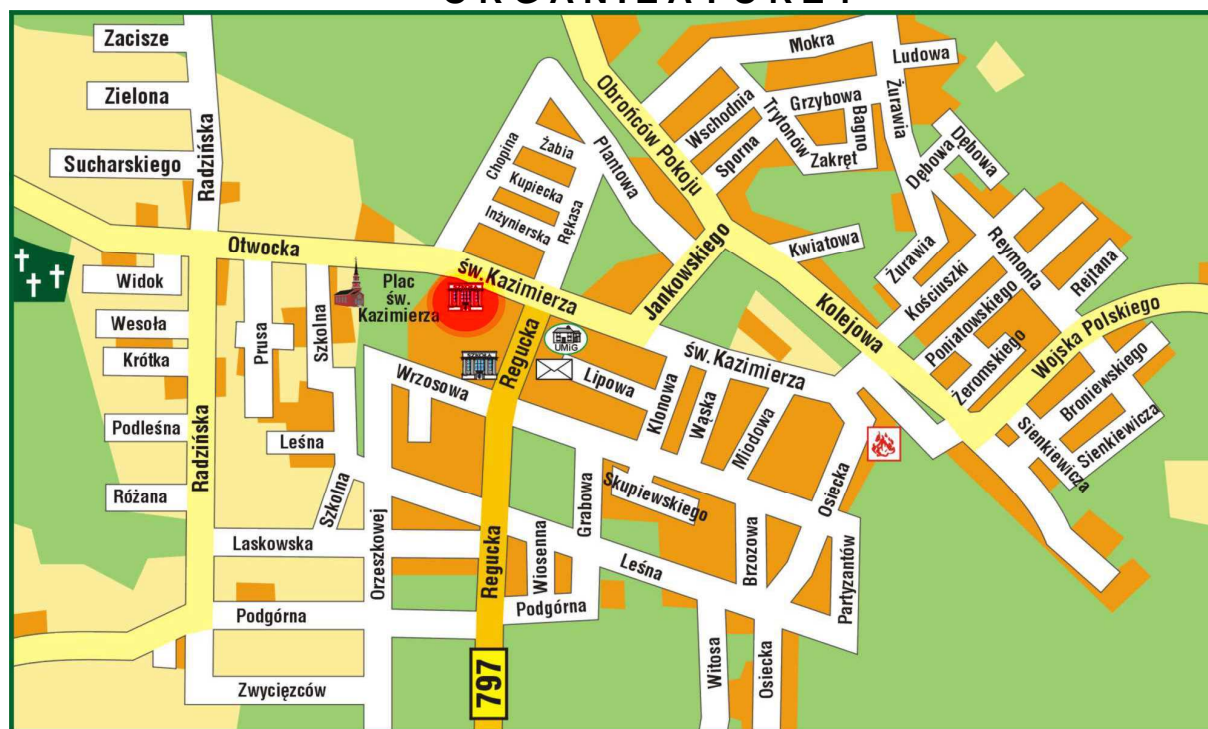 Zacisze
Zielona
Sucharskiego
Radzińska
Otwocka
Widok
Wesoła
Krótka
Podleśna
Różana
Radzińska
Prusa
Szkolna
Leśna
Szkolna
Laskowska
Podgórna
Zwycięzców
Orzeszkowej
Plac
św.
Kazimierza
św. Kazimierza
SZKOŁA
Wrzosowa
Regucka
UMiG
Lipowa
Regucka
797
Wiosenna
Grabowa
Podgórna
Leśna
Skupiewskiego
Klonowa
Wąska
Miodowa
św. Kazimierza
Brzozowa
Osiecka
Partyzantów
Witosa
Osiecka
Chopina
Żabia
Kupiecka
Inżynierska
Rękasa
Plantowa
Jankowskiego
Obrońców Pokoju
Wschodnia
Sporna
Trytonów
Mokra
Grzybowa
Bagno
Zakręt
Ludowa
Żurawia
Dębowa
Dębowa
Kwiatowa
Kolejowa
Żurawia
Kościuszki
Reymonta
Poniatowskiego
Żeromskiego
Rejtana
Wojska Polskiego
Broniewskiego
Sienkiewicza
Sienkiewicza